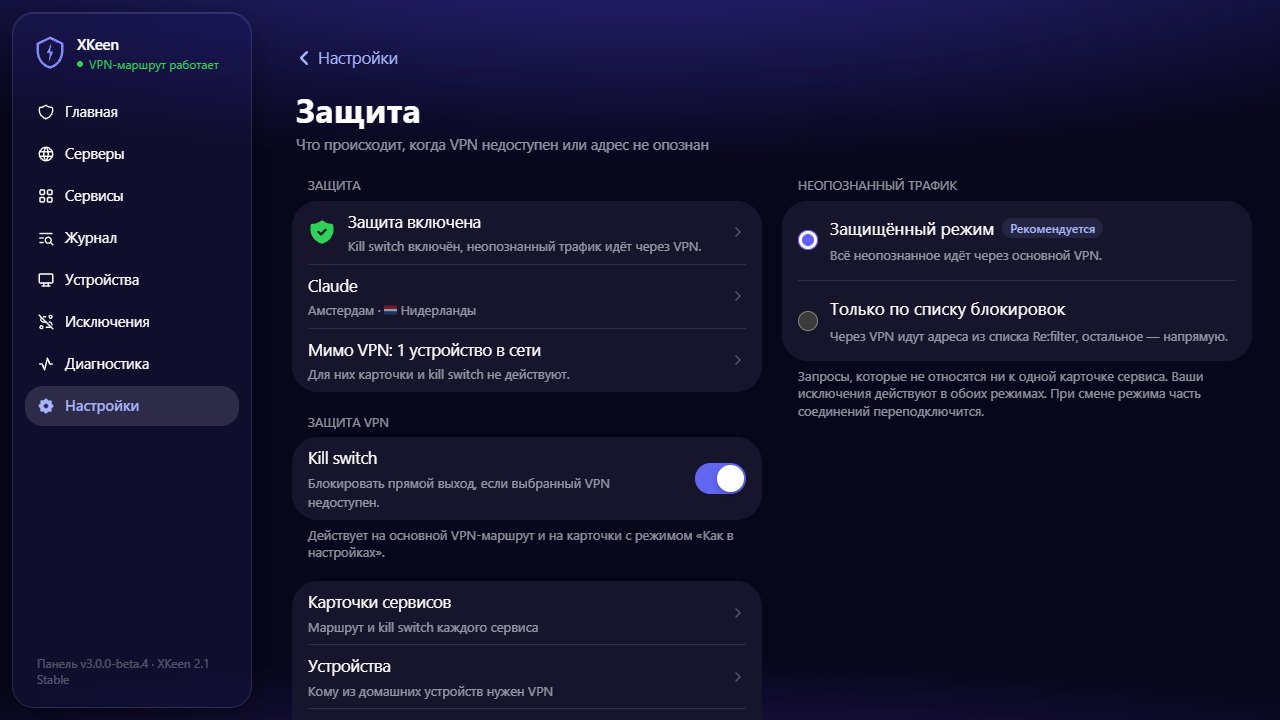 XKeen
VPN-маршрут работает
Главная
Серверы
Сервисы
Журнал
Устройства
Исключения
Диагностика
Настройки
Панель v3.0.0-beta.4 · XKeen 2.1
Stable
Настройки
Защита
Что происходит, когда VPN недоступен или адрес не опознан
ЗАЩИТА
Защита включена
Kill switch включён, неопознанный трафик идёт через VPN.
Claude
Амстердам · 🇳🇱 Нидерланды
Мимо VPN: 1 устройство в сети
Для них карточки и kill switch не действуют.
ЗАЩИТА VPN
Kill switch
Блокировать прямой выход, если выбранный VPN
недоступен.
Действует на основной VPN-маршрут и на карточки с режимом «Как в
настройках».
Карточки сервисов
Маршрут и kill switch каждого сервиса
Устройства
Кому из домашних устройств нужен VPN
НЕОПОЗНАННЫЙ ТРАФИК
Защищённый режим Рекомендуется
Всё неопознанное идёт через основной VPN.
Только по списку блокировок
Через VPN идут адреса из списка Re:filter, остальное — напрямую.
Запросы, которые не относятся ни к одной карточке сервиса. Ваши
исключения действуют в обоих режимах. При смене режима часть
соединений переподключится.